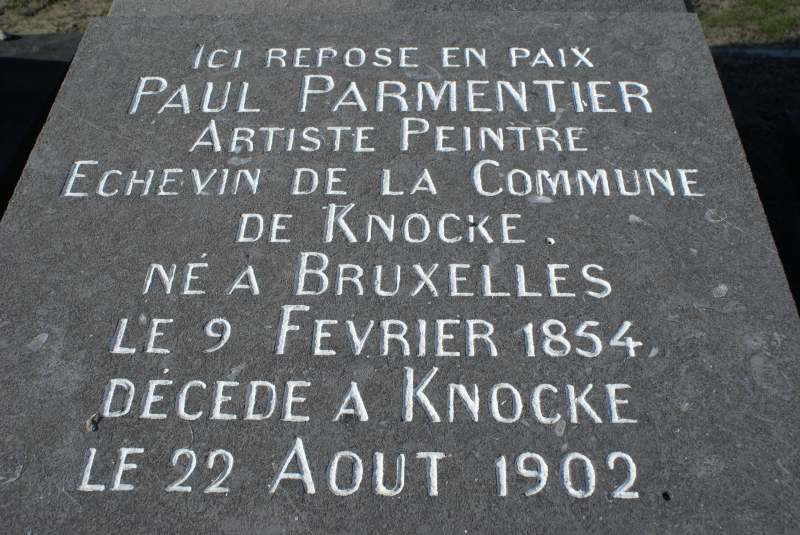 ICI REPOSE EN PAIX
PAUL PARMENTIER
ARTISTE PEINTRE
ECHEVIN DE LA COMMUNE
DE KNOCKE.
NÉ A BRUXELLES
LE 9 FEVRIER 1854
DÉCÉDE A KNOCKE
LE 22 AOUT 1902